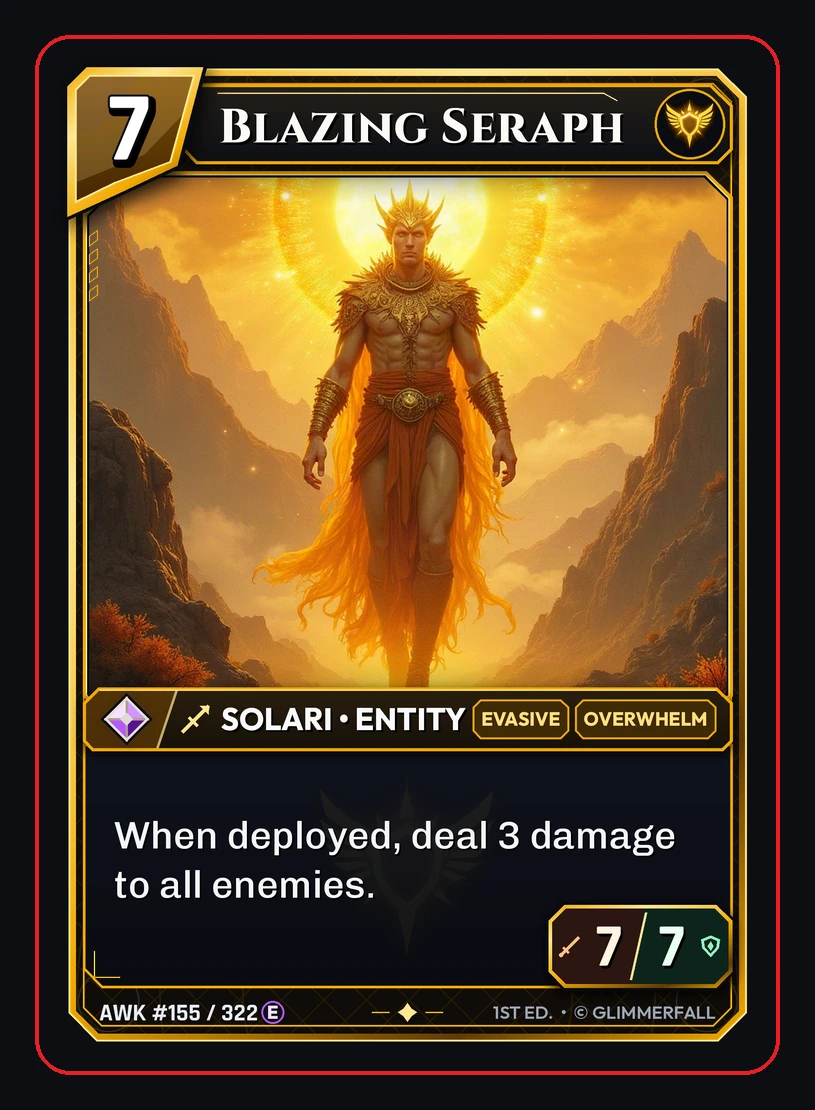 7
BLAZING SERAPH
SOLARI • ENTITY EVASIVE OVERWHELM
When deployed, deal 3 damage
to all enemies.
7 / 7
AWK #155 / 322 E 1ST ED. • © GLIMMERFALL